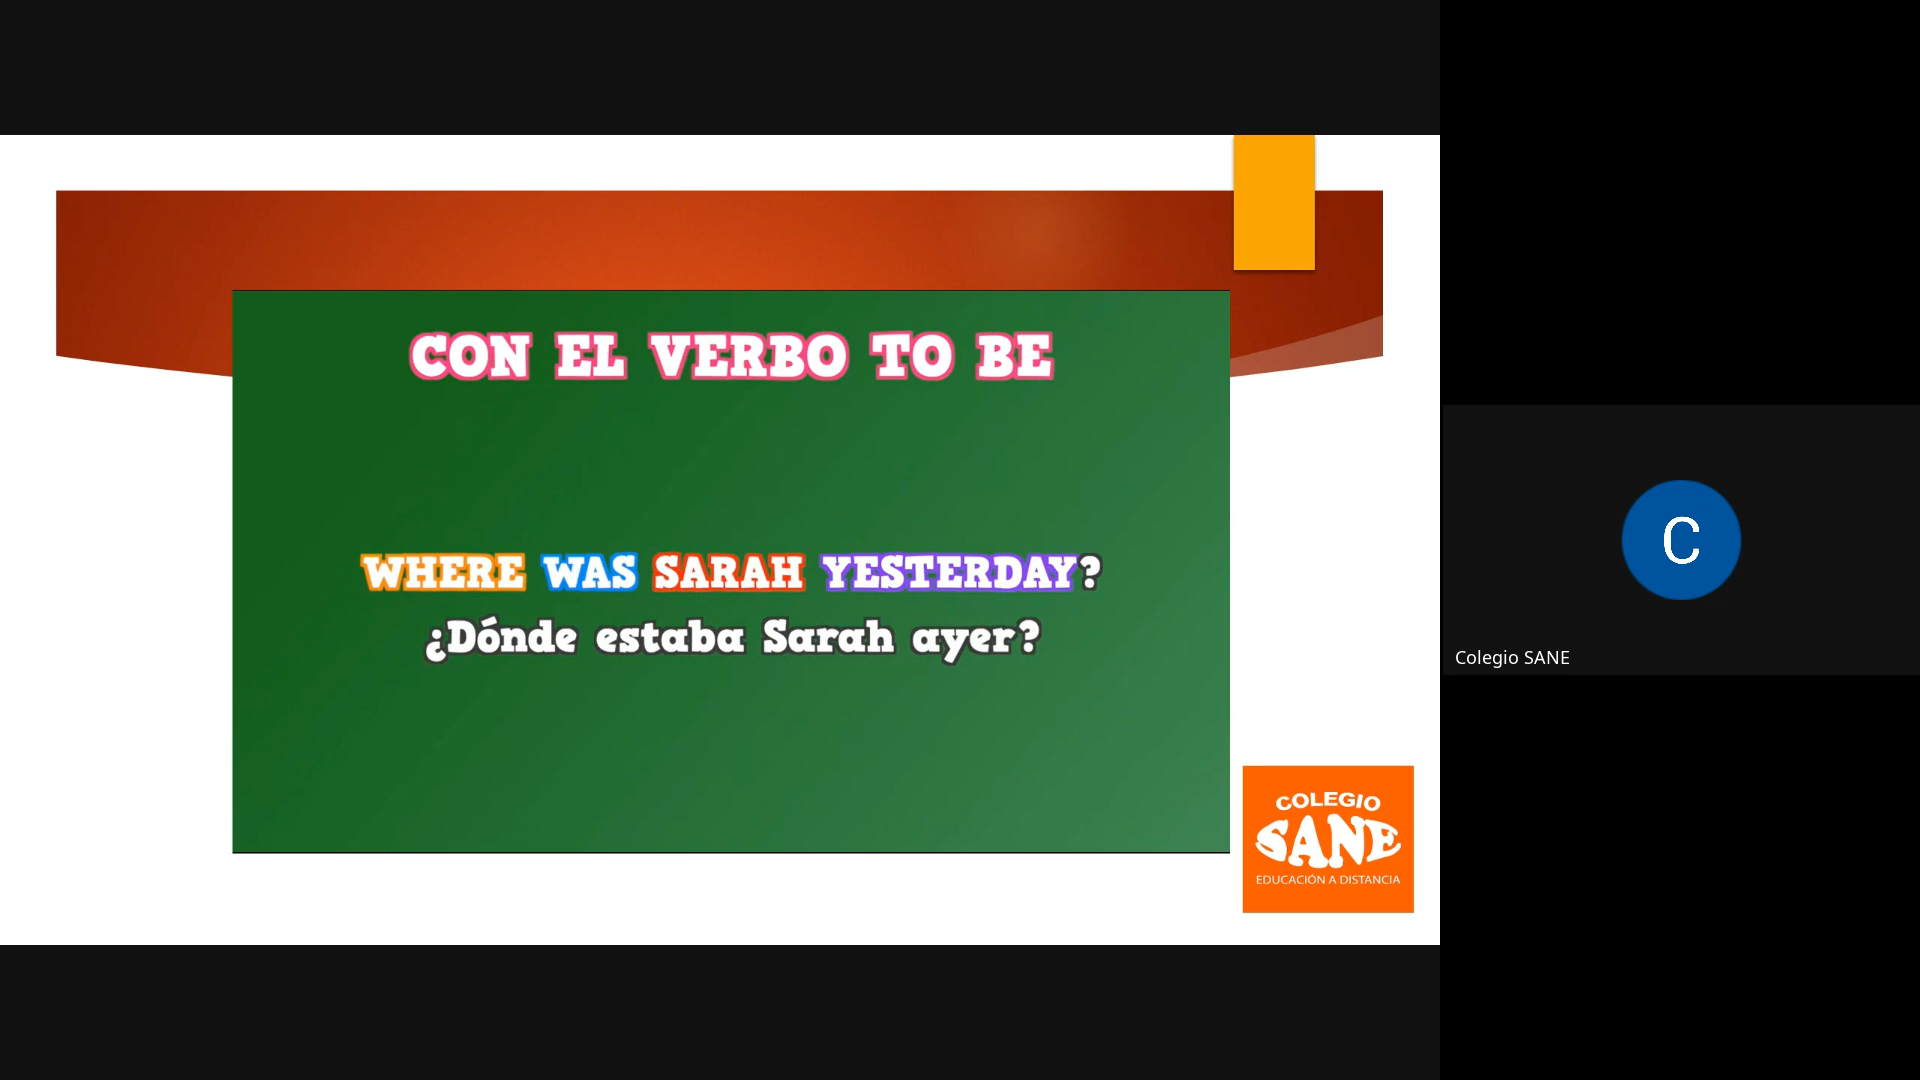 CON EL VERBO TO BE
WHERE WAS SARAH YESTERDAY?
¿Dónde estaba Sarah ayer?
COLEGIO
SANE
EDUCACIÓN A DISTANCIA
C
Colegio SANE